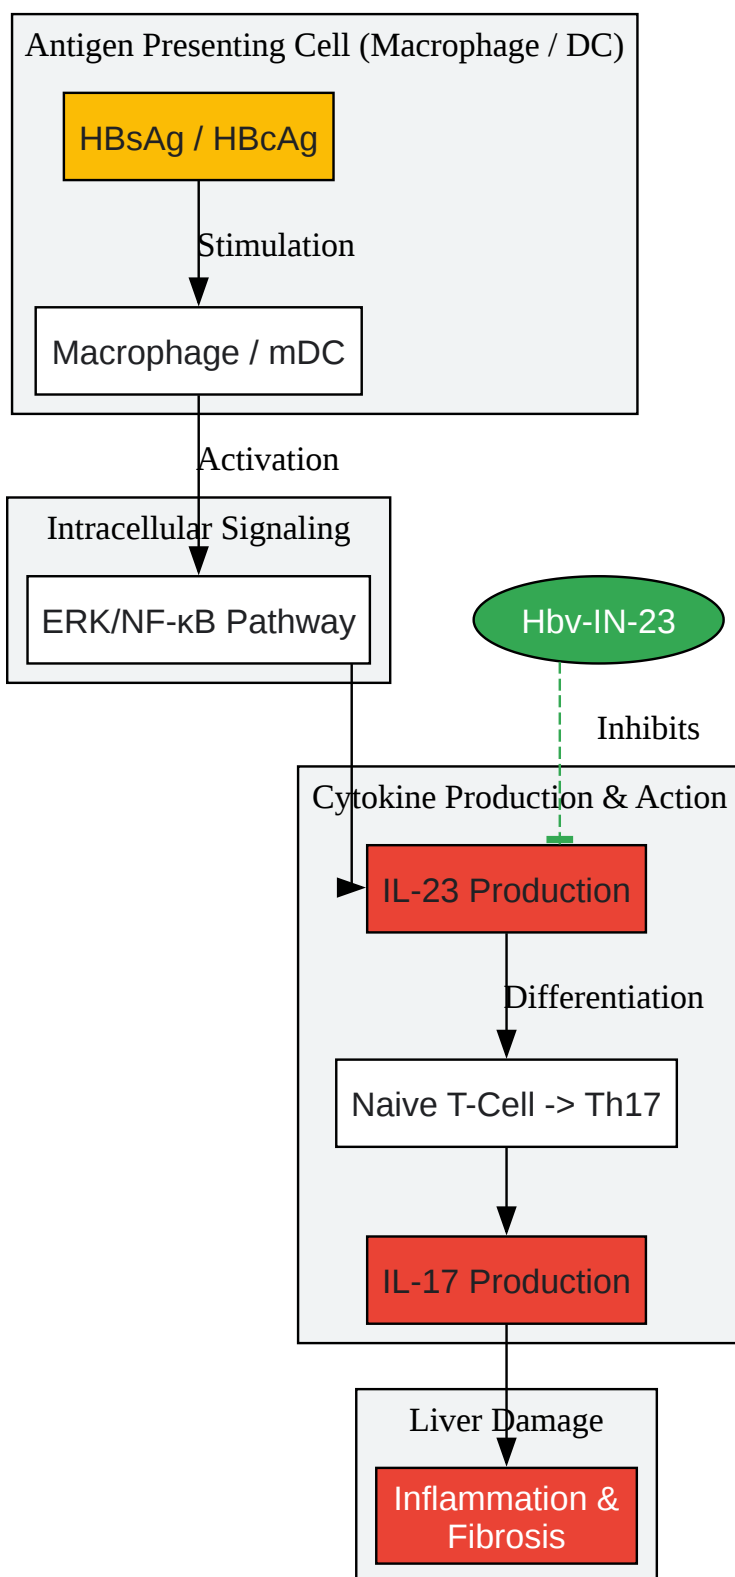 Antigen Presenting Cell (Macrophage / DC)
HBsAg / HBcAg
Stimulation
Macrophage / mDC
Activation
Intracellular Signaling
ERK/NF-κB Pathway
Hbv-IN-23
Inhibits
Cytokine Production & Action
IL-23 Production
Differentiation
Naive T-Cell -> Th17
IL-17 Production
Liver Damage
Inflammation &
Fibrosis